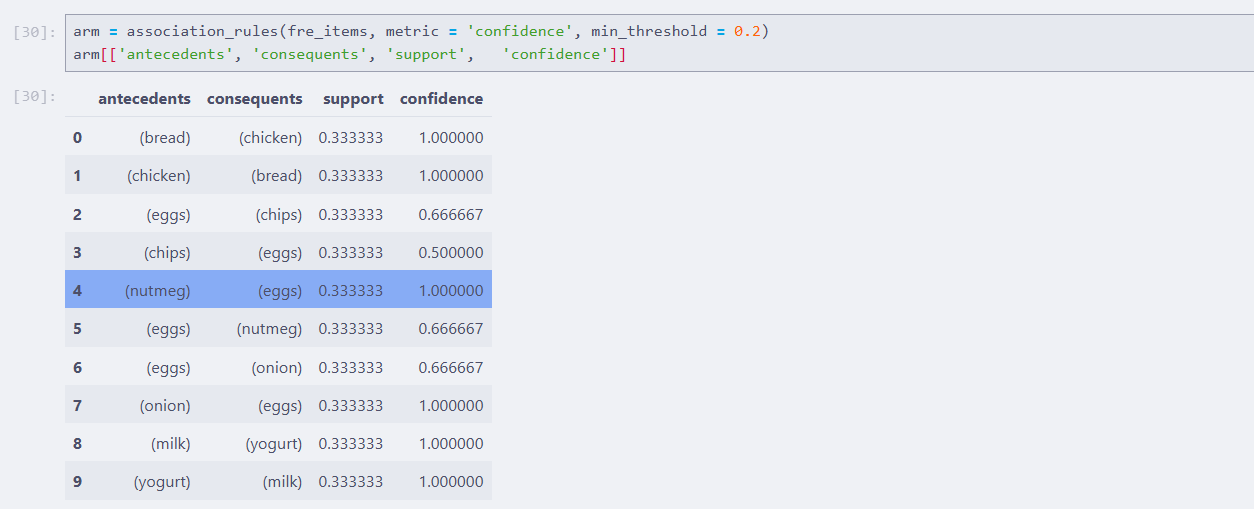 [30]: arm = association_rules(fre_items, metric = 'confidence', min_threshold = 0.2)
arm[['antecedents', 'consequents', 'support',   'confidence']]
[30]: antecedents consequents support confidence
0 (bread) (chicken) 0.333333 1.000000
1 (chicken) (bread) 0.333333 1.000000
2 (eggs) (chips) 0.333333 0.666667
3 (chips) (eggs) 0.333333 0.500000
4 (nutmeg) (eggs) 0.333333 1.000000
5 (eggs) (nutmeg) 0.333333 0.666667
6 (eggs) (onion) 0.333333 0.666667
7 (onion) (eggs) 0.333333 1.000000
8 (milk) (yogurt) 0.333333 1.000000
9 (yogurt) (milk) 0.333333 1.000000